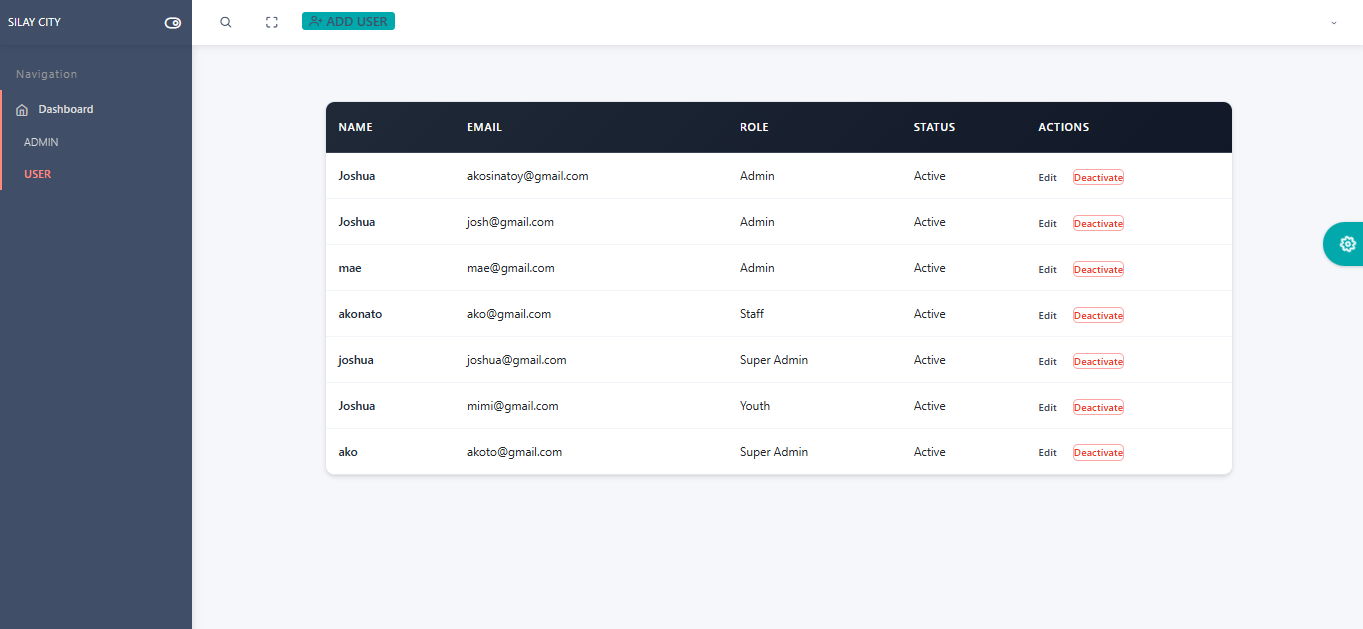 SILAY CITY
ADD USER
Navigation
Dashboard
ADMIN
USER
NAME EMAIL ROLE STATUS ACTIONS
Joshua akosinatoy@gmail.com Admin Active Edit Deactivate
Joshua josh@gmail.com Admin Active Edit Deactivate
mae mae@gmail.com Admin Active Edit Deactivate
akonato ako@gmail.com Staff Active Edit Deactivate
joshua joshua@gmail.com Super Admin Active Edit Deactivate
Joshua mimi@gmail.com Youth Active Edit Deactivate
ako akoto@gmail.com Super Admin Active Edit Deactivate